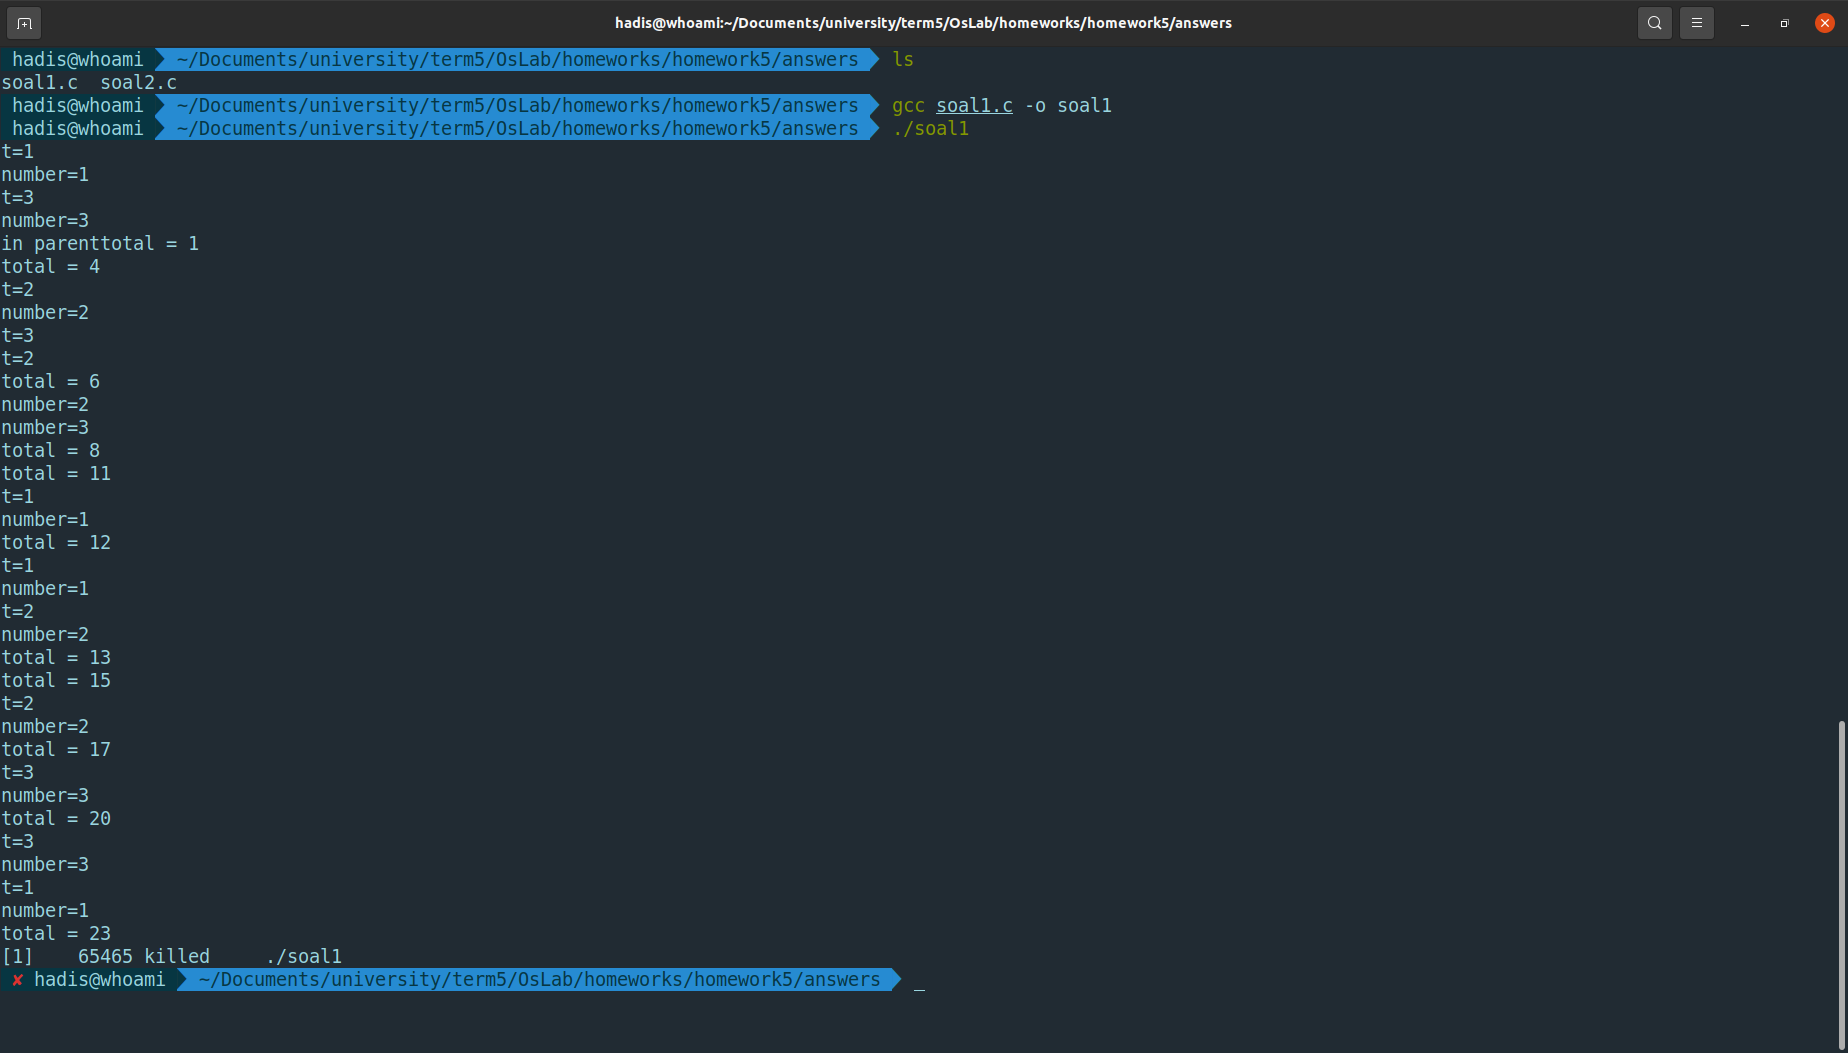 hadis@whoami:~/Documents/university/term5/OsLab/homeworks/homework5/answers
hadis@whoami ~/Documents/university/term5/OsLab/homeworks/homework5/answers ls
soal1.c  soal2.c
hadis@whoami ~/Documents/university/term5/OsLab/homeworks/homework5/answers gcc soal1.c -o soal1
hadis@whoami ~/Documents/university/term5/OsLab/homeworks/homework5/answers ./soal1
t=1
number=1
t=3
number=3
in parenttotal = 1
total = 4
t=2
number=2
t=3
t=2
total = 6
number=2
number=3
total = 8
total = 11
t=1
number=1
total = 12
t=1
number=1
t=2
number=2
total = 13
total = 15
t=2
number=2
total = 17
t=3
number=3
total = 20
t=3
number=3
t=1
number=1
total = 23
[1]    65465 killed     ./soal1
✘ hadis@whoami ~/Documents/university/term5/OsLab/homeworks/homework5/answers _